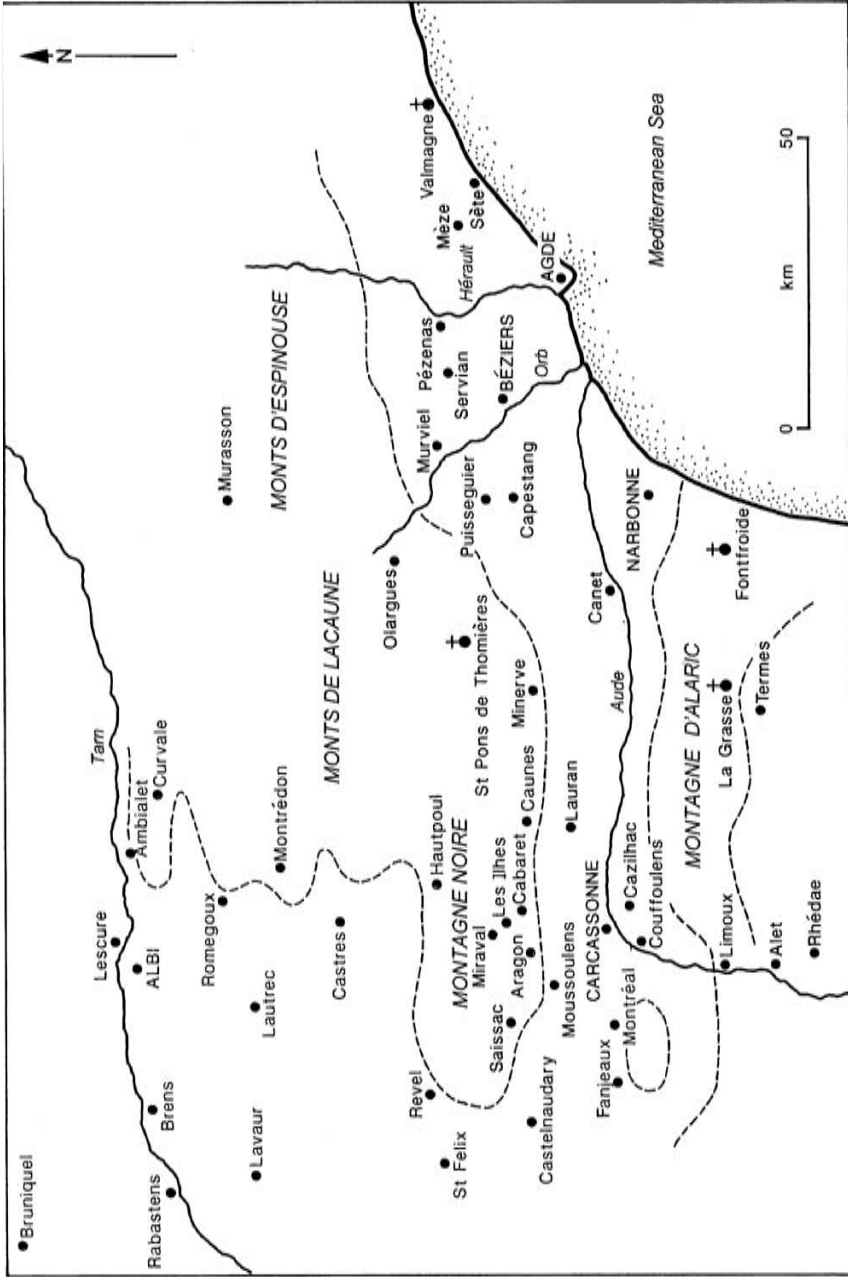 N
Bruniquel
Rabastens
Brens
Lescure
ALBI
Tarn
Ambialet
Curvale
Lavaur
Lautrec
Romegoux
Montrédon
Castres
Murasson
MONTS DE LACAUNE
MONTS D'ESPINOUSE
St Felix
Revel
Hautpoul
MONTAGNE NOIRE
Miraval
Les Ilhes
Cabaret
Aragon
Saissac
Castelnaudary
Moussoulens
Caunes
Lauran
Minerve
St Pons de Thomières
Olargues
Puisseguier
Capestang
Murviel
Servian
Pézenas
BÉZIERS
Orb
Hérault
Mèze
Valmagne
Sète
AGDE
Mediterranean Sea
Fanjeaux
Montréal
CARCASSONNE
Cazilhac
Couffoulens
Aude
Canet
NARBONNE
MONTAGNE D'ALARIC
Limoux
Alet
Rhédae
La Grasse
Termes
Fontfroide
0 km 50